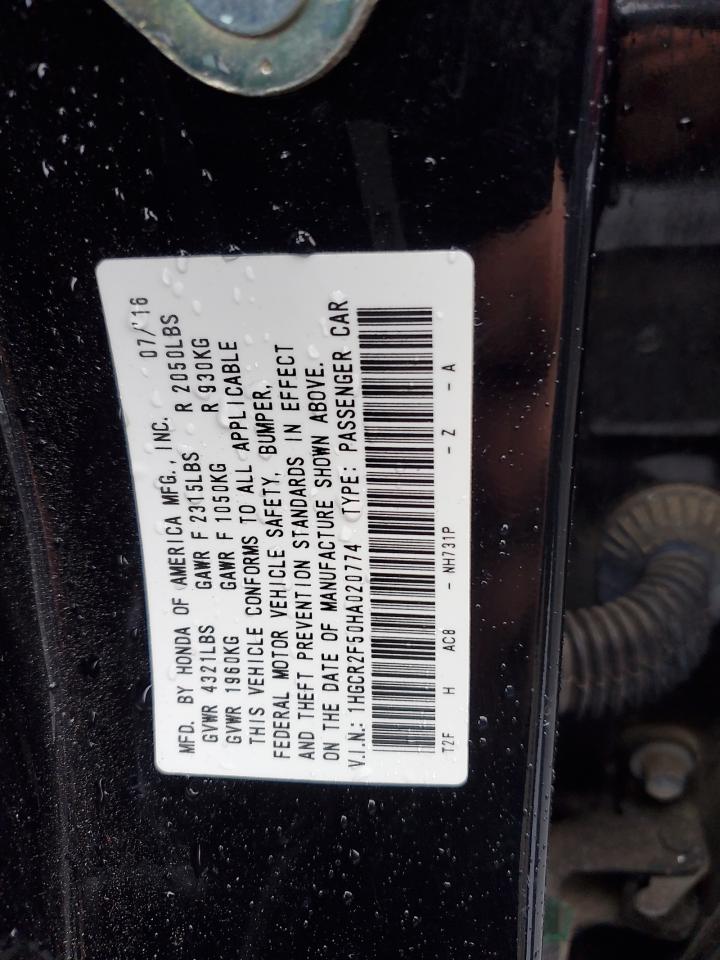 MFD. BY HONDA OF AMERICA MFG., INC. 07/'16
GVWR 4321LBS GAWR F 2315LBS R 2050LBS
GVWR 1960KG GAWR F 1050KG R 930KG
THIS VEHICLE CONFORMS TO ALL APPLICABLE
FEDERAL MOTOR VEHICLE SAFETY, BUMPER,
AND THEFT PREVENTION STANDARDS IN EFFECT
ON THE DATE OF MANUFACTURE SHOWN ABOVE.
V.I.N.: 1HGCR2F50HA020774 TYPE: PASSENGER CAR
T2F H AC8 - NH731P - Z - A